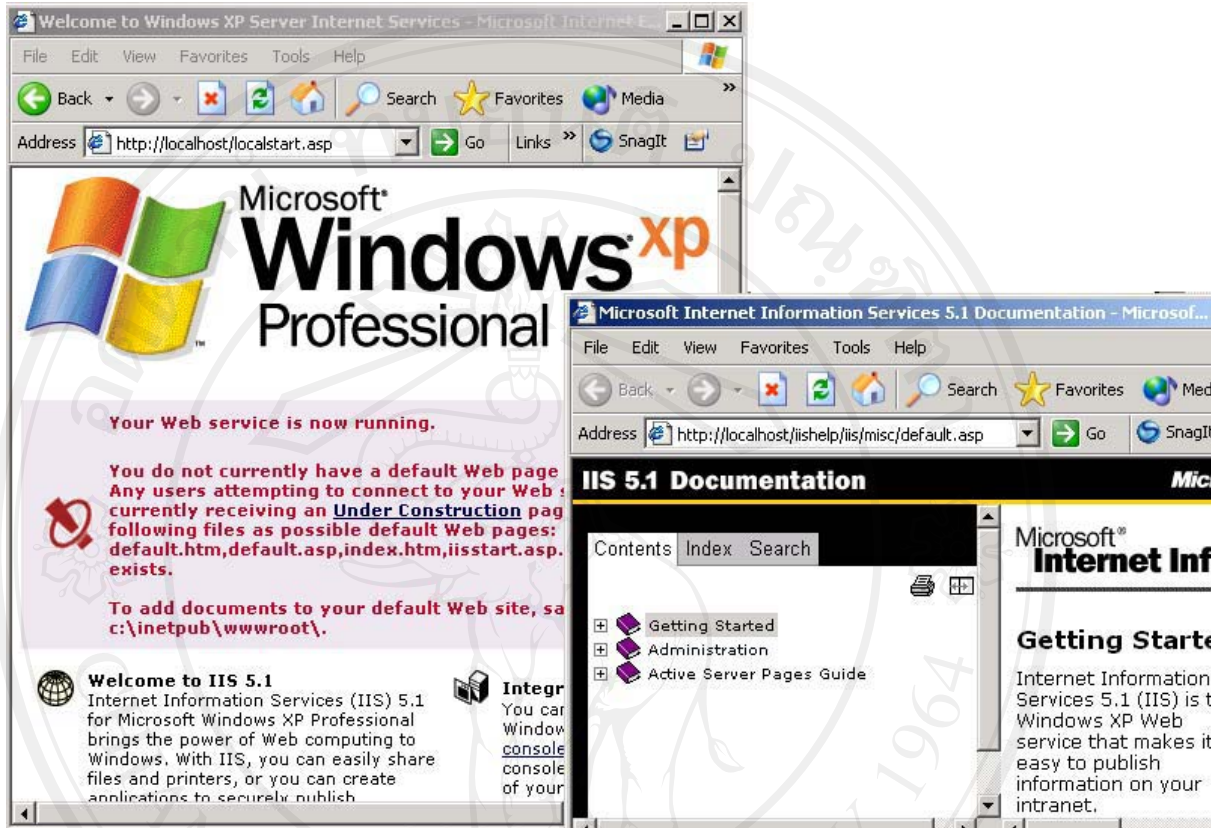 Welcome to Windows XP Server Internet Services - Microsoft Internet E...
File Edit View Favorites Tools Help
Back Search Favorites Media »
Address http://localhost/localstart.asp Go Links » SnagIt
Microsoft®
Windows xp
Professional
™
Your Web service is now running.
You do not currently have a default Web page
Any users attempting to connect to your Web
currently receiving an Under Construction pag
following files as possible default Web pages:
default.htm,default.asp,index.htm,iisstart.asp.
exists.
To add documents to your default Web site, sa
c:\inetpub\wwwroot\.
Welcome to IIS 5.1
Internet Information Services (IIS) 5.1
for Microsoft Windows XP Professional
brings the power of Web computing to
Windows. With IIS, you can easily share
files and printers, or you can create
applications to securely publish
Integr
You car
Window
console
console
of your
Microsoft Internet Information Services 5.1 Documentation - Microsof...
File Edit View Favorites Tools Help
Back Search Favorites Med
Address http://localhost/iishelp/iis/misc/default.asp Go SnagIt
IIS 5.1 Documentation Mic
Contents Index Search
Getting Started
Administration
Active Server Pages Guide
Microsoft®
Internet Inf
Getting Starte
Internet Information
Services 5.1 (IIS) is t
Windows XP Web
service that makes it
easy to publish
information on your
intranet.
1964